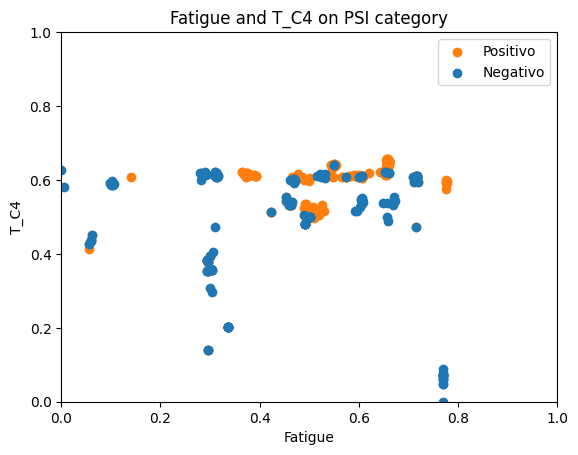 Fatigue and T_C4 on PSI category
Positivo
Negativo
T_C4
1.0
0.8
0.6
0.4
0.2
0.0
0.0 0.2 0.4 0.6 0.8 1.0
Fatigue